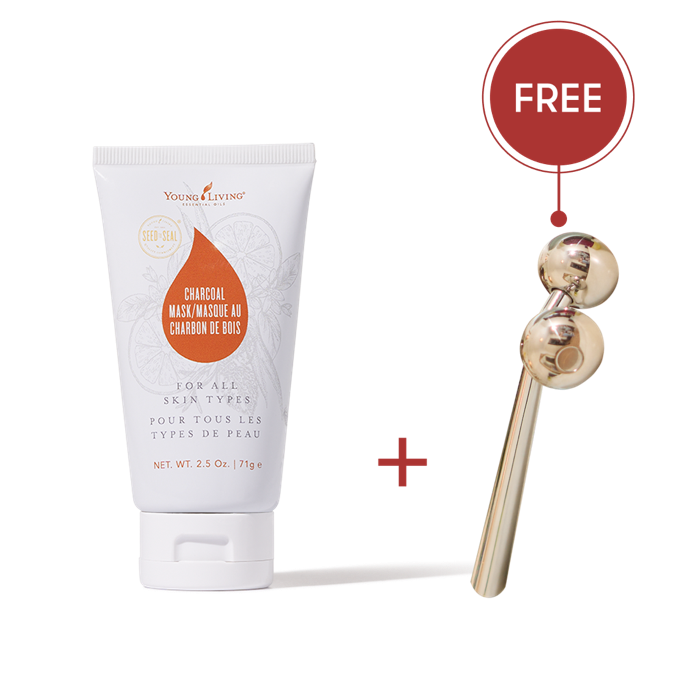 FREE
YOUNG LIVING®
ESSENTIAL OILS
SEED TO SEAL®
CHARCOAL
MASK/MASQUE AU
CHARBON DE BOIS
FOR ALL
SKIN TYPES
POUR TOUS LES
TYPES DE PEAU
NET. WT. 2.5 Oz. | 71g e
+